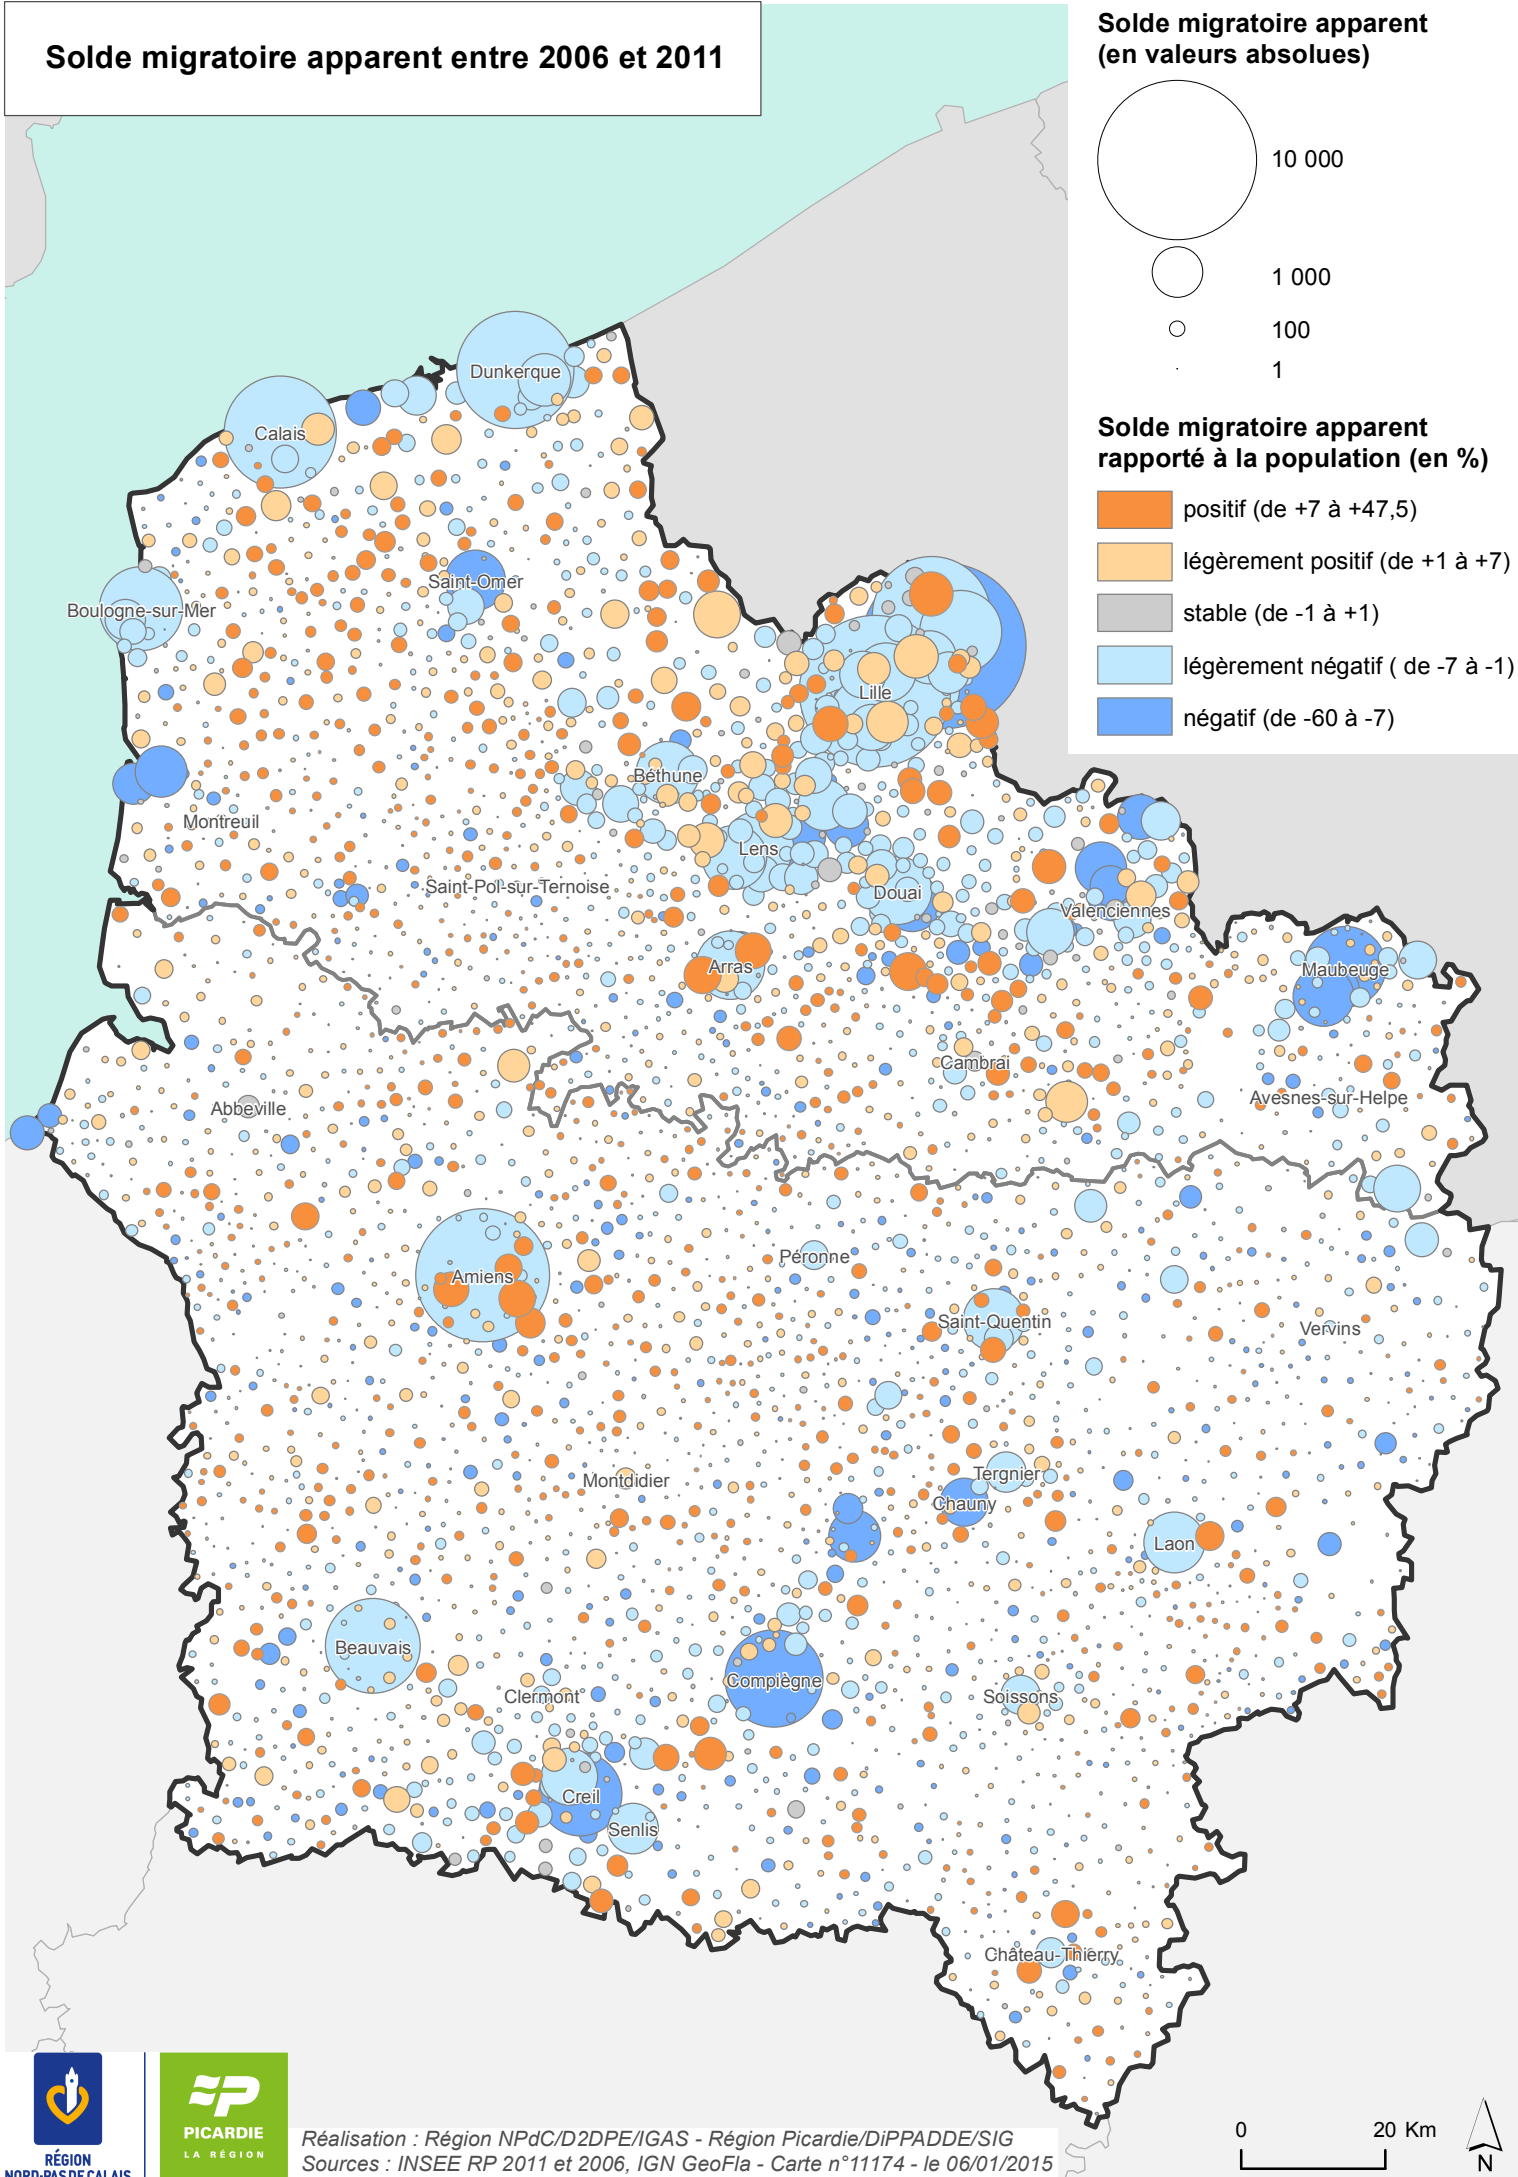 Solde migratoire apparent entre 2006 et 2011
Solde migratoire apparent
(en valeurs absolues)
10 000
1 000
100
1
Solde migratoire apparent
rapporté à la population (en %)
positif (de +7 à +47,5)
légèrement positif (de +1 à +7)
stable (de -1 à +1)
légèrement négatif ( de -7 à -1)
négatif (de -60 à -7)
Dunkerque
Calais
Saint-Omer
Boulogne-sur-Mer
Lille
Béthune
Montreuil
Lens
Saint-Pol-sur-Ternoise
Douai
Valenciennes
Arras
Maubeuge
Cambrai
Avesnes-sur-Helpe
Abbeville
Péronne
Amiens
Saint-Quentin
Vervins
Montdidier
Tergnier
Chauny
Laon
Beauvais
Compiègne
Clermont
Soissons
Creil
Senlis
Château-Thierry
RÉGION
NORD-PAS DE CALAIS
PICARDIE
LA RÉGION
Réalisation : Région NPdC/D2DPE/IGAS - Région Picardie/DiPPADDE/SIG
Sources : INSEE RP 2011 et 2006, IGN GeoFla - Carte n°11174 - le 06/01/2015
0 20 Km
N